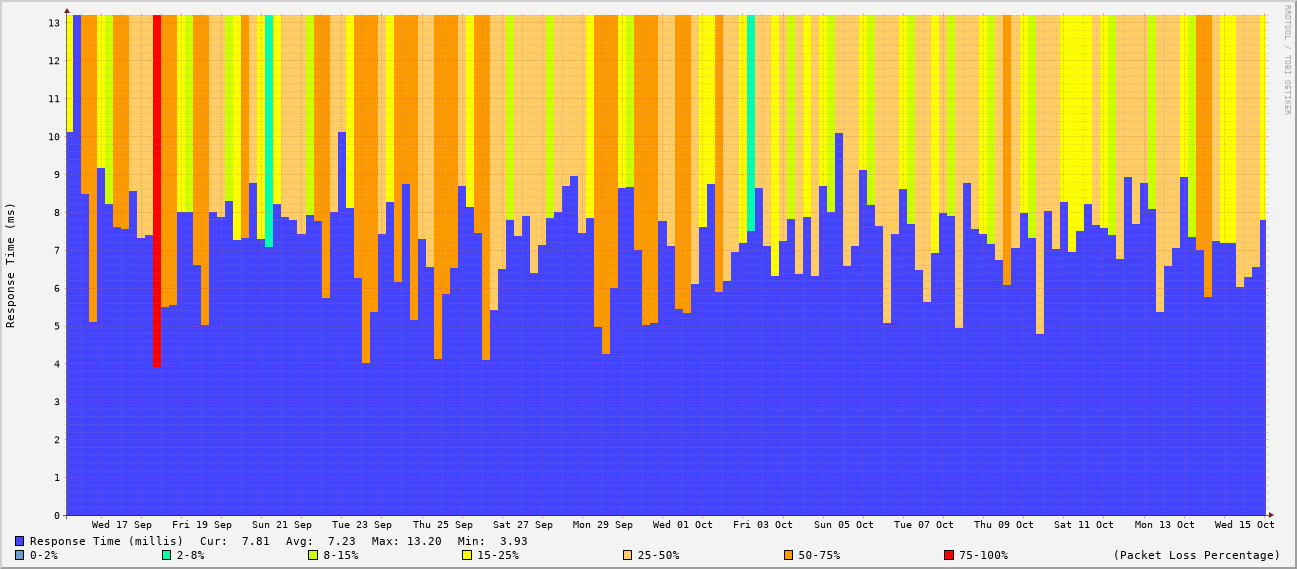 RRDTOOL / TOBI OETIKER
Response Time (ms)
13
12
11
10
9
8
7
6
5
4
3
2
1
0
Wed 17 Sep Fri 19 Sep Sun 21 Sep Tue 23 Sep Thu 25 Sep Sat 27 Sep Mon 29 Sep Wed 01 Oct Fri 03 Oct Sun 05 Oct Tue 07 Oct Thu 09 Oct Sat 11 Oct Mon 13 Oct Wed 15 Oct
Response Time (millis) Cur: 7.81 Avg: 7.23 Max: 13.20 Min: 3.93
0-2% 2-8% 8-15% 15-25% 25-50% 50-75% 75-100% (Packet Loss Percentage)